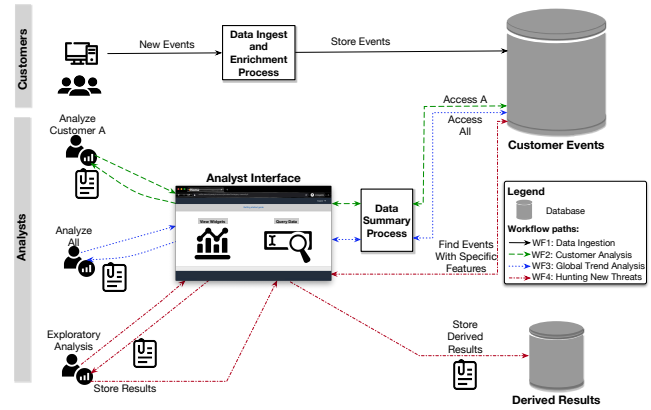 Customers
New Events
Data Ingest
and
Enrichment
Process
Store Events
Customer Events
Analysts
Analyze
Customer A
Access A
Access
All
Analyst Interface
View Widgets
Query Data
Data
Summary
Process
Analyze
All
Find Events
With Specific
Features
Legend
Database
Workflow paths:
WF1: Data Ingestion
WF2: Customer Analysis
WF3: Global Trend Analysis
WF4: Hunting New Threats
Exploratory
Analysis
Store Results
Store
Derived
Results
Derived Results